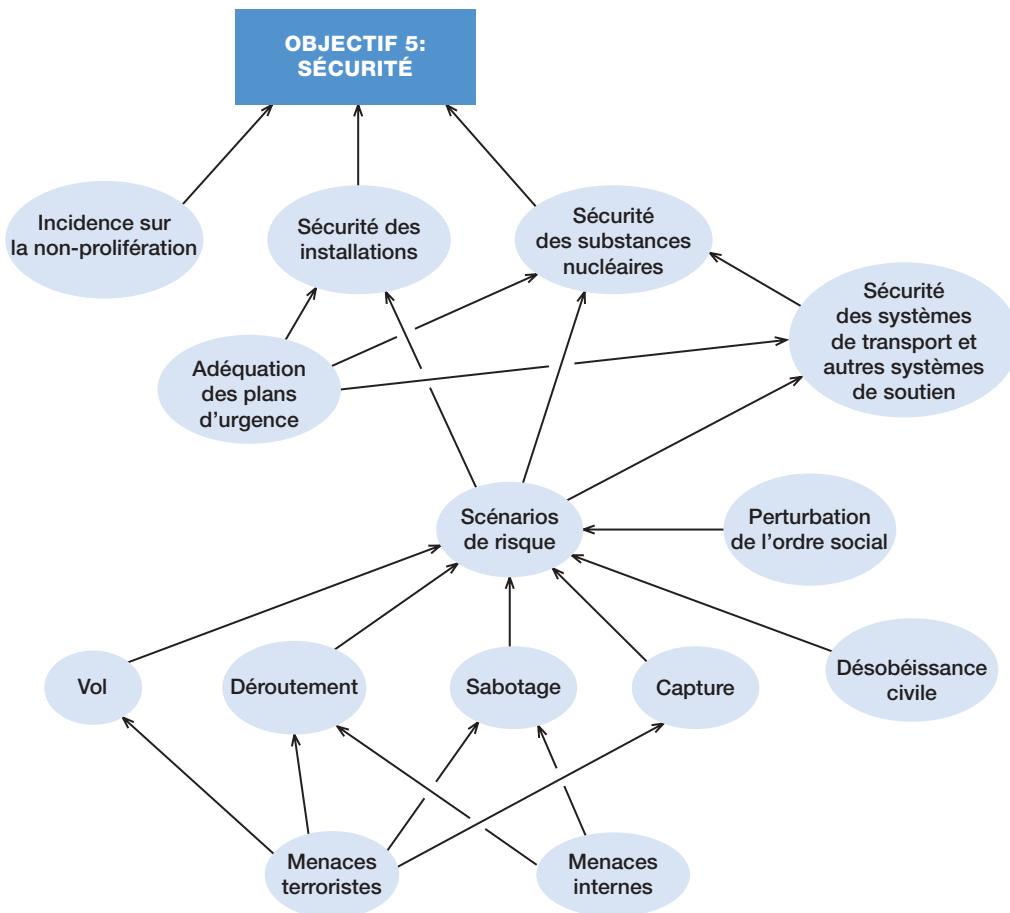 OBJECTIF 5:
SÉCURITÉ
Incidence sur
la non-prolifération
Sécurité des
installations
Sécurité
des substances
nucléaires
Sécurité
des systèmes
de transport et
autres systèmes
de soutien
Adéquation
des plans
d’urgence
Scénarios
de risque
Perturbation
de l’ordre social
Vol
Déroutement
Sabotage
Capture
Désobéissance
civile
Menaces
terroristes
Menaces
internes